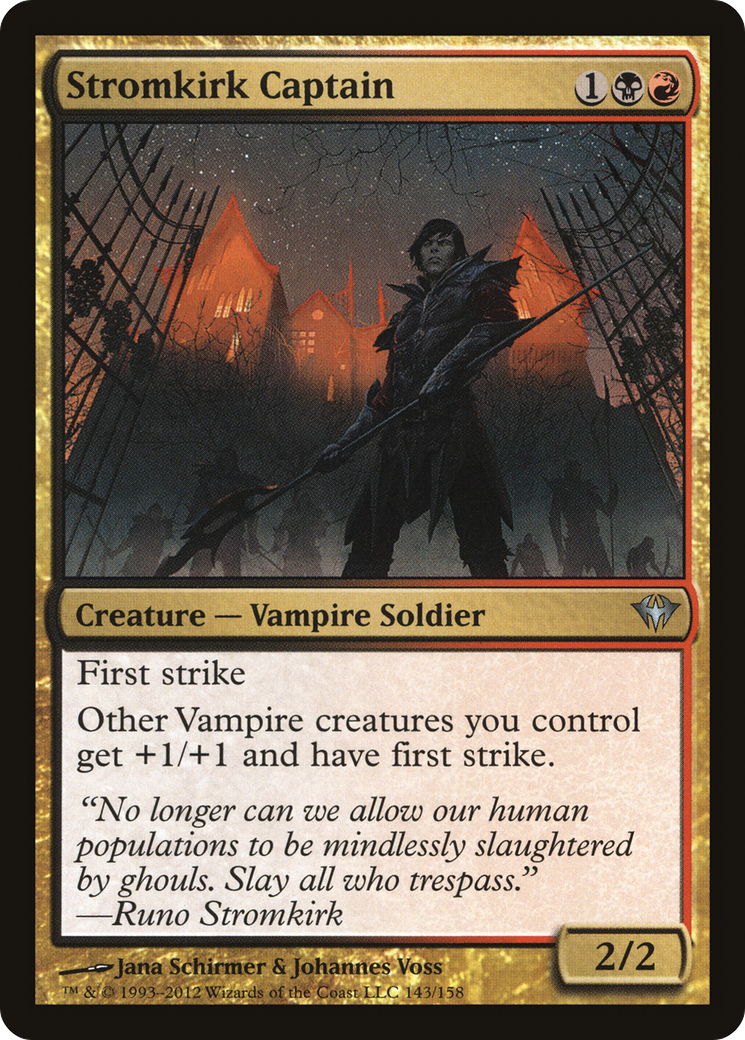 Stromkirk Captain
1
Creature — Vampire Soldier
First strike
Other Vampire creatures you control
get +1/+1 and have first strike.
“No longer can we allow our human
populations to be mindlessly slaughtered
by ghouls. Slay all who trespass.”
—Runo Stromkirk
2/2
Jana Schirmer & Johannes Voss
™ & © 1993–2012 Wizards of the Coast LLC 143/158